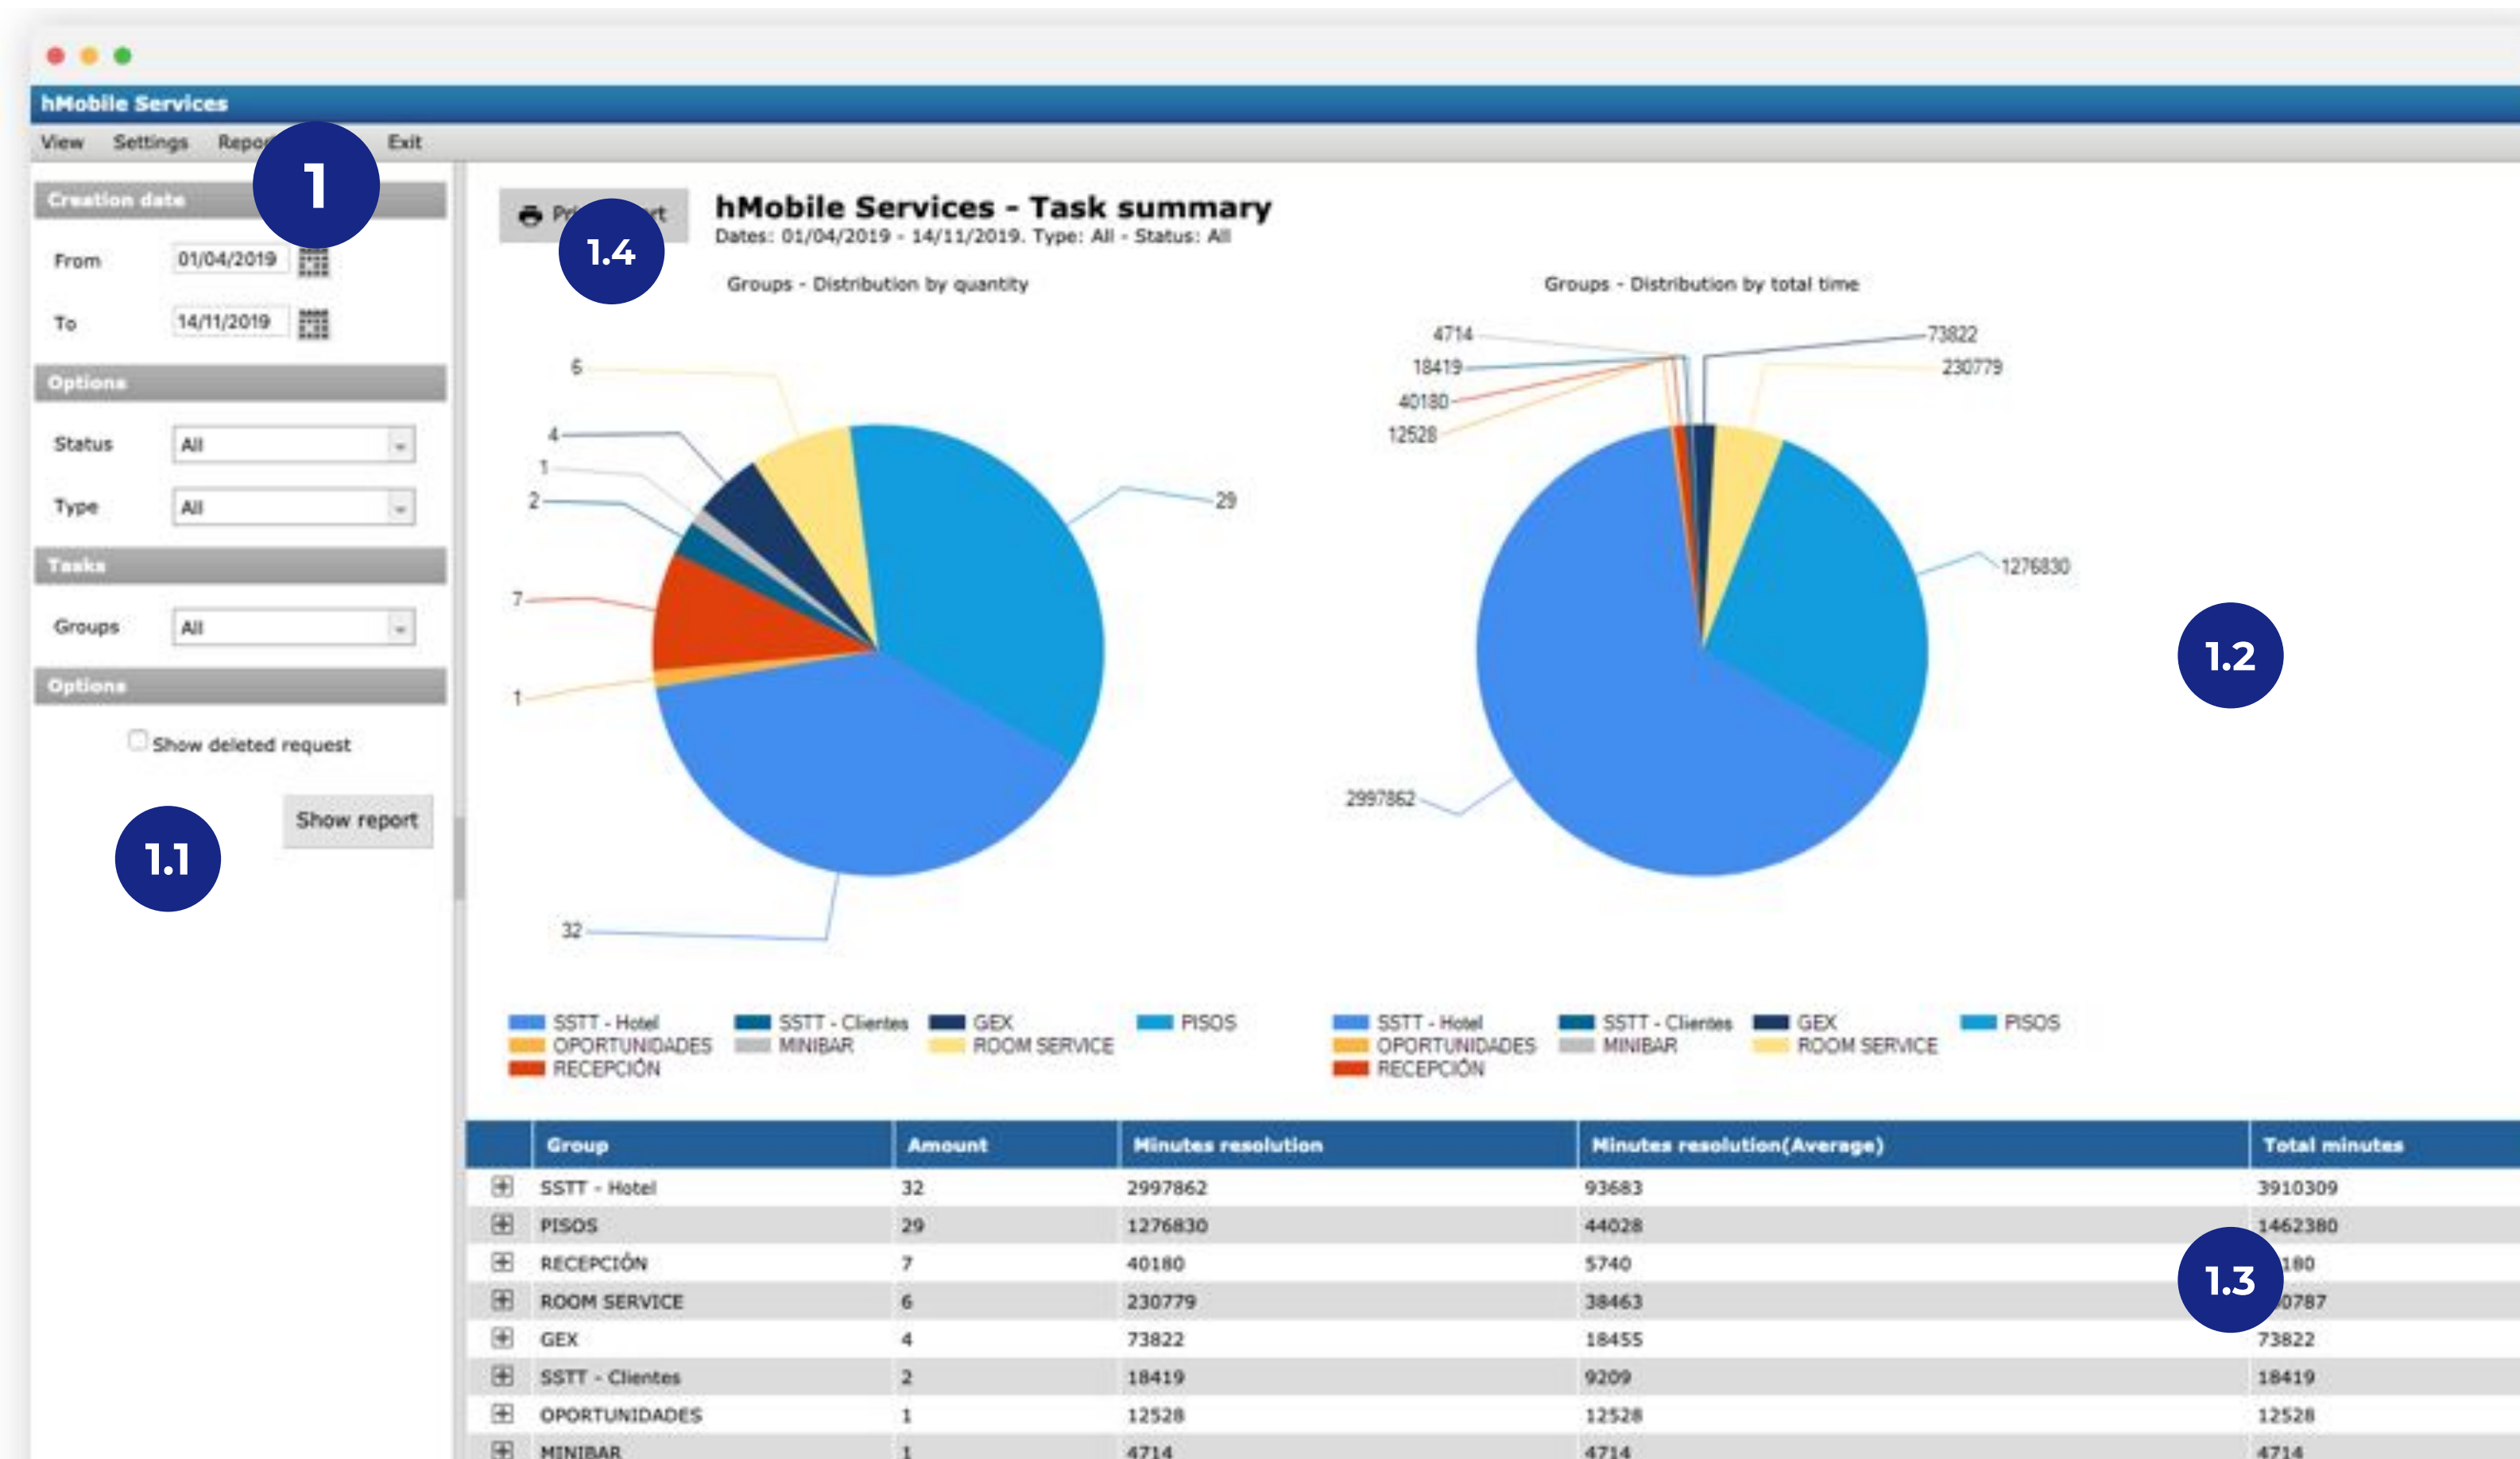 hMobile Services
View Settings Exit
1
Creation date
From 01/04/2019
To 14/11/2019
Options
Status All
Type All
Tasks
Groups All
Options
Show deleted request
Show report
1.1
1.4
hMobile Services - Task summary
Dates: 01/04/2019 - 14/11/2019. Type: All - Status: All
Groups - Distribution by quantity
6
4
1
2
7
1
29
32
SSTT - Hotel SSTT - Clientes GEX PISOS
OPORTUNIDADES MINIBAR ROOM SERVICE
RECEPCIÓN
Groups - Distribution by total time
4714
18419
40180
12528
73822
230779
1276830
2997862
1.2
SSTT - Hotel SSTT - Clientes GEX PISOS
OPORTUNIDADES MINIBAR ROOM SERVICE
RECEPCIÓN
Group Amount Minutes resolution Minutes resolution(Average) Total minutes
SSTT - Hotel 32 2997862 93683 3910309
PISOS 29 1276830 44028 1462380
RECEPCIÓN 7 40180 5740
1.3
ROOM SERVICE 6 230779 38463
GEX 4 73822 18455 73822
SSTT - Clientes 2 18419 9209 18419
OPORTUNIDADES 1 12528 12528 12528
MINIBAR 1 4714 4714 4714